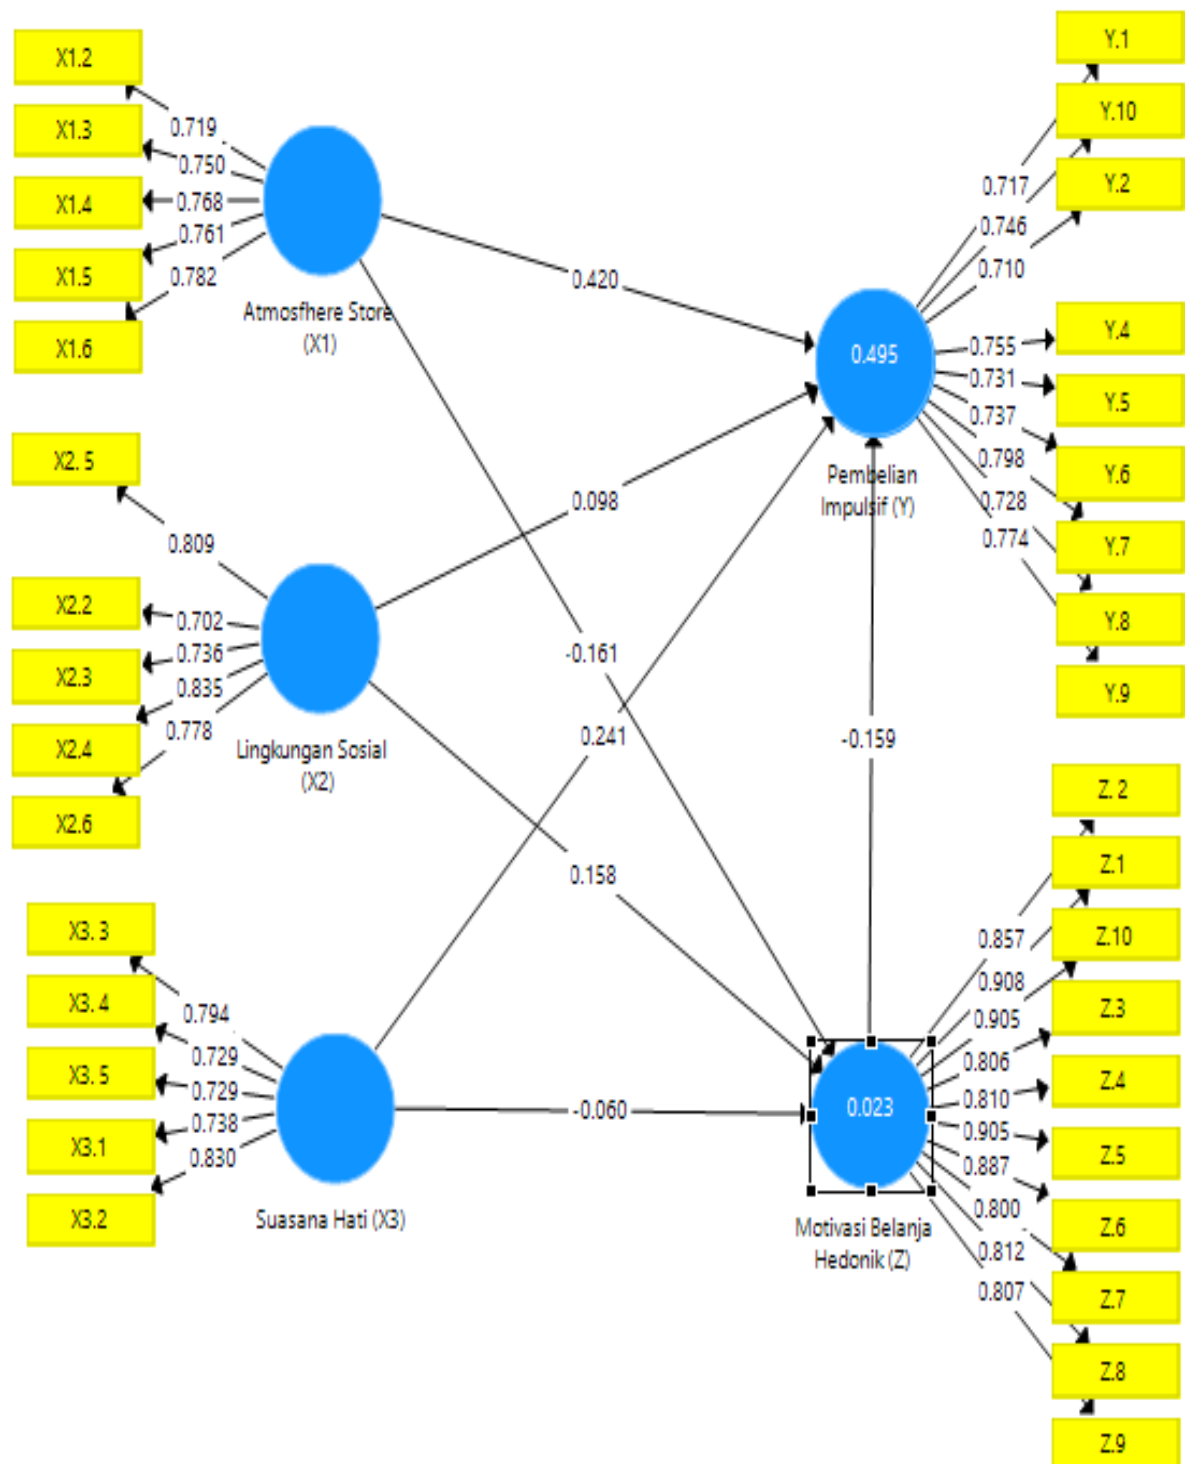 X1.2
X1.3
X1.4
X1.5
X1.6
0.719
0.750
0.768
0.761
0.782
Atmosfhere Store
(X1)
X2. 5
X2.2
X2.3
X2.4
X2.6
0.809
0.702
0.736
0.835
0.778
Lingkungan Sosial
(X2)
X3. 3
X3. 4
X3. 5
X3.1
X3.2
0.794
0.729
0.729
0.738
0.830
Suasana Hati (X3)
0.420
0.098
-0.161
0.241
0.158
-0.060
-0.159
0.495
Pembelian
Impulsif (Y)
0.717
0.746
0.710
0.755
0.731
0.737
0.798
0.728
0.774
Y.1
Y.10
Y.2
Y.4
Y.5
Y.6
Y.7
Y.8
Y.9
0.023
Motivasi Belanja
Hedonik (Z)
0.857
0.908
0.905
0.806
0.810
0.905
0.887
0.800
0.812
0.807
Z. 2
Z.1
Z.10
Z.3
Z.4
Z.5
Z.6
Z.7
Z.8
Z.9